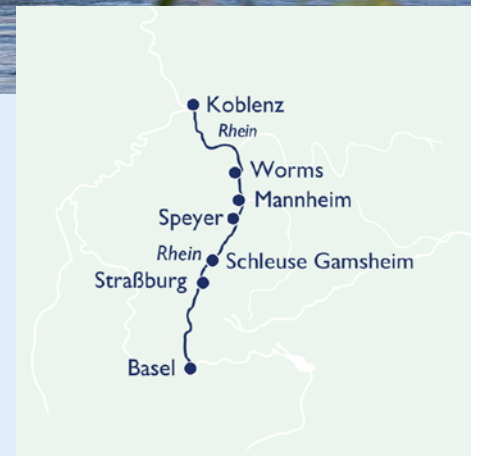 Koblenz
Rhein
Worms
Mannheim
Speyer
Rhein
Schleuse Gamsheim
Straßburg
Basel